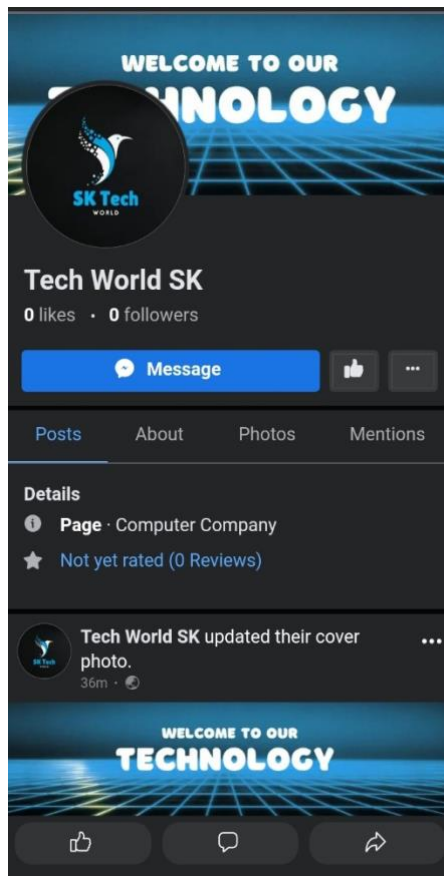 WELCOME TO OUR
NOLOGY
SK Tech
WORLD
Tech World SK
0 likes · 0 followers
Message
Posts About Photos Mentions
Details
Page · Computer Company
Not yet rated (0 Reviews)
Tech World SK updated their cover
photo.
36m ·
SK Tech
WELCOME TO OUR
TECHNOLOGY